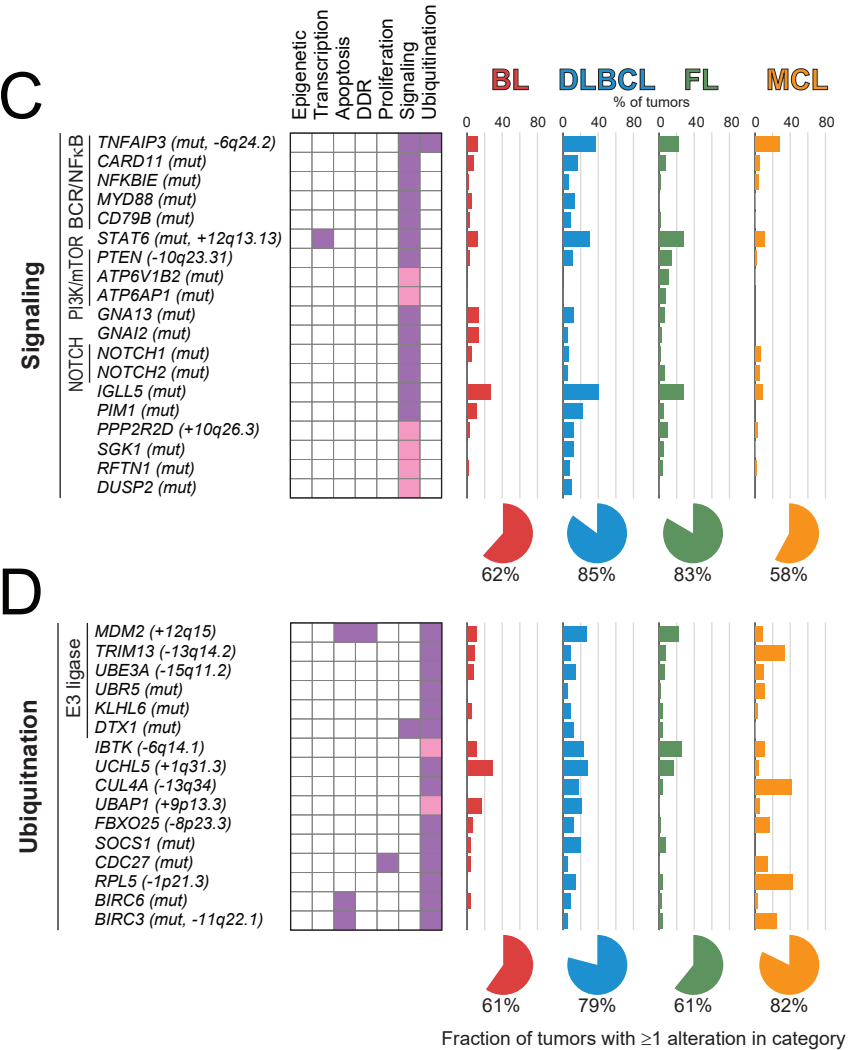 C
Epigenetic
Transcription
Apoptosis
DDR
Proliferation
Signaling
Ubiquitination
BL DLBCL FL MCL
% of tumors
0 40 80 0 40 80 0 40 80 0 40 80
Signaling
BCR/NFκB
PI3K/mTOR
NOTCH
TNFAIP3 (mut, -6q24.2)
CARD11 (mut)
NFKBIE (mut)
MYD88 (mut)
CD79B (mut)
STAT6 (mut, +12q13.13)
PTEN (-10q23.31)
ATP6V1B2 (mut)
ATP6AP1 (mut)
GNA13 (mut)
GNAI2 (mut)
NOTCH1 (mut)
NOTCH2 (mut)
IGLL5 (mut)
PIM1 (mut)
PPP2R2D (+10q26.3)
SGK1 (mut)
RFTN1 (mut)
DUSP2 (mut)
62% 85% 83% 58%
D
Ubiquitnation
E3 ligase
MDM2 (+12q15)
TRIM13 (-13q14.2)
UBE3A (-15q11.2)
UBR5 (mut)
KLHL6 (mut)
DTX1 (mut)
IBTK (-6q14.1)
UCHL5 (+1q31.3)
CUL4A (-13q34)
UBAP1 (+9p13.3)
FBXO25 (-8p23.3)
SOCS1 (mut)
CDC27 (mut)
RPL5 (-1p21.3)
BIRC6 (mut)
BIRC3 (mut, -11q22.1)
61% 79% 61% 82%
Fraction of tumors with ≥1 alteration in category